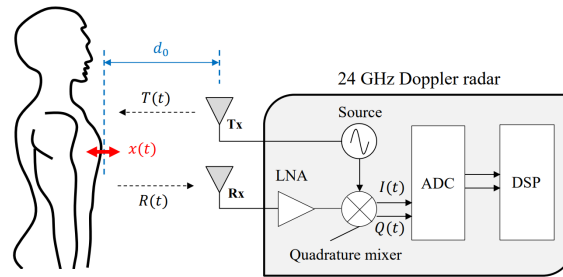 d₀
24 GHz Doppler radar
T(t)
Tx
Source
x(t)
R(t)
Rx
LNA
I(t)
Q(t)
ADC
DSP
Quadrature mixer